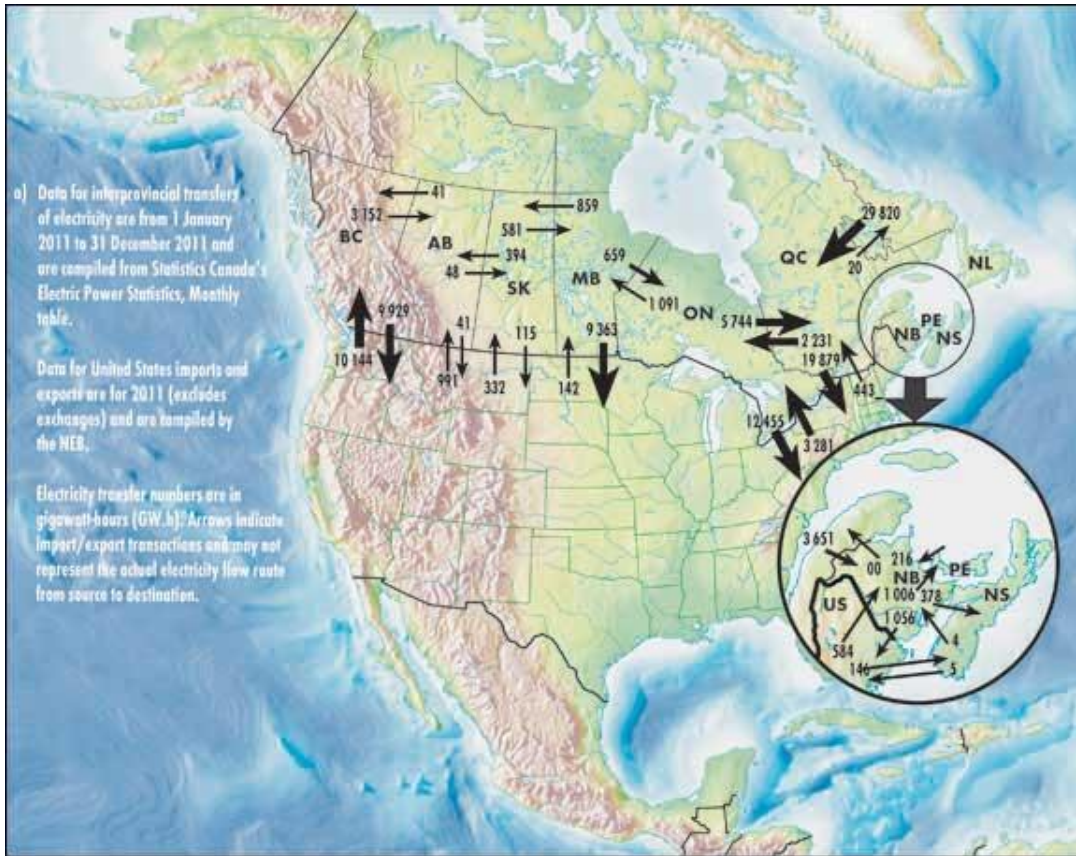 a) Data for interprovincial transfers
of electricity are from 1 January
2011 to 31 December 2011 and
are compiled from Statistics Canada's
Electric Power Statistics, Monthly
table.
Data for United States imports and
exports are for 2011 (excludes
exchanges) and are compiled by
the NEB.
Electricity transfer numbers are in
gigawatt-hours (GW.h). Arrows indicate
import/export transactions and may not
represent the actual electricity flow route
from source to destination.
41
859
3 152
29 820
581
BC
AB
394
659
QC
20
NL
48
SK
MB
1 091
ON
PE
NB
NS
5 744
9 929
41
115
9 363
2 231
10 144
19 879
991
332
142
443
12 455
3 281
3 651
216
00
NB
PE
US
1 006
378
NS
1 056
584
4
146
5